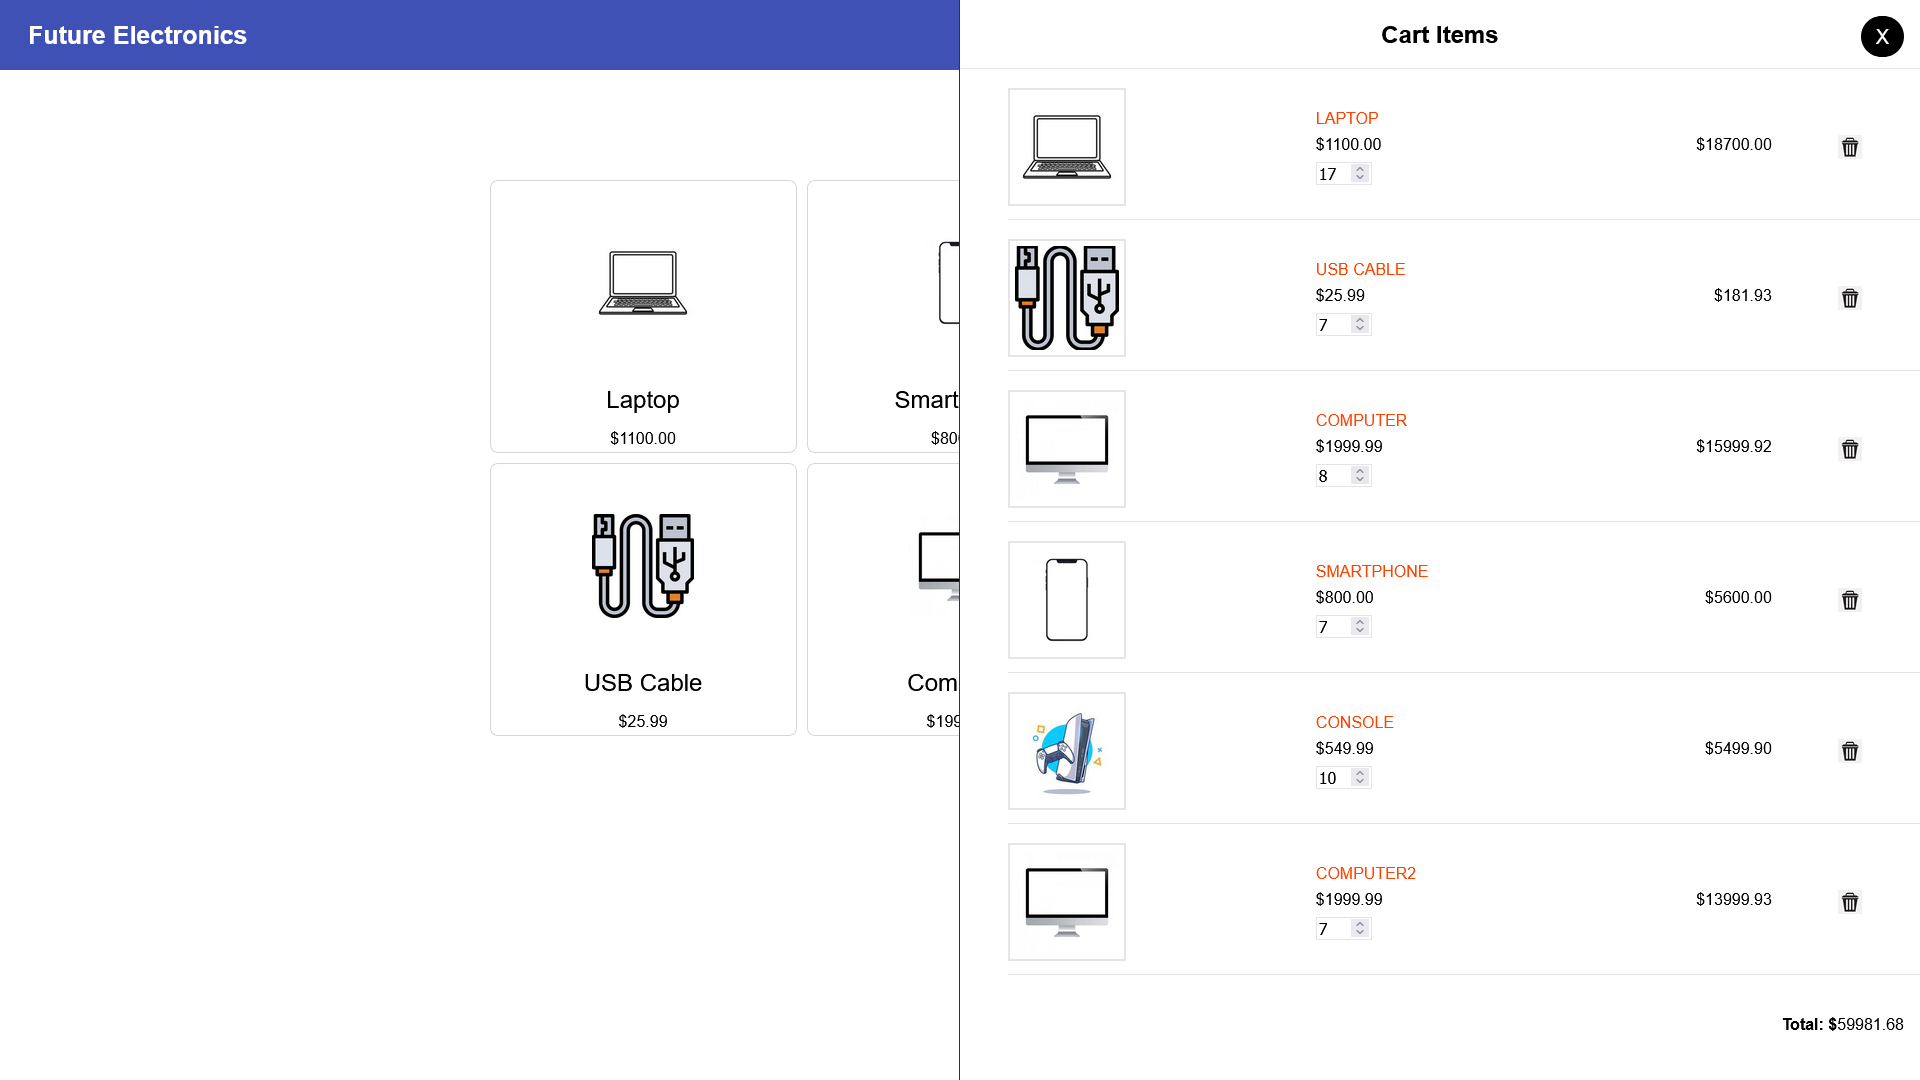 Future Electronics
Laptop
$1100.00
Smart
$80
USB Cable
$25.99
Com
$199
Cart Items
X
LAPTOP
$1100.00
17
$18700.00
USB CABLE
$25.99
7
$181.93
COMPUTER
$1999.99
8
$15999.92
SMARTPHONE
$800.00
7
$5600.00
CONSOLE
$549.99
10
$5499.90
COMPUTER2
$1999.99
7
$13999.93
Total: $59981.68